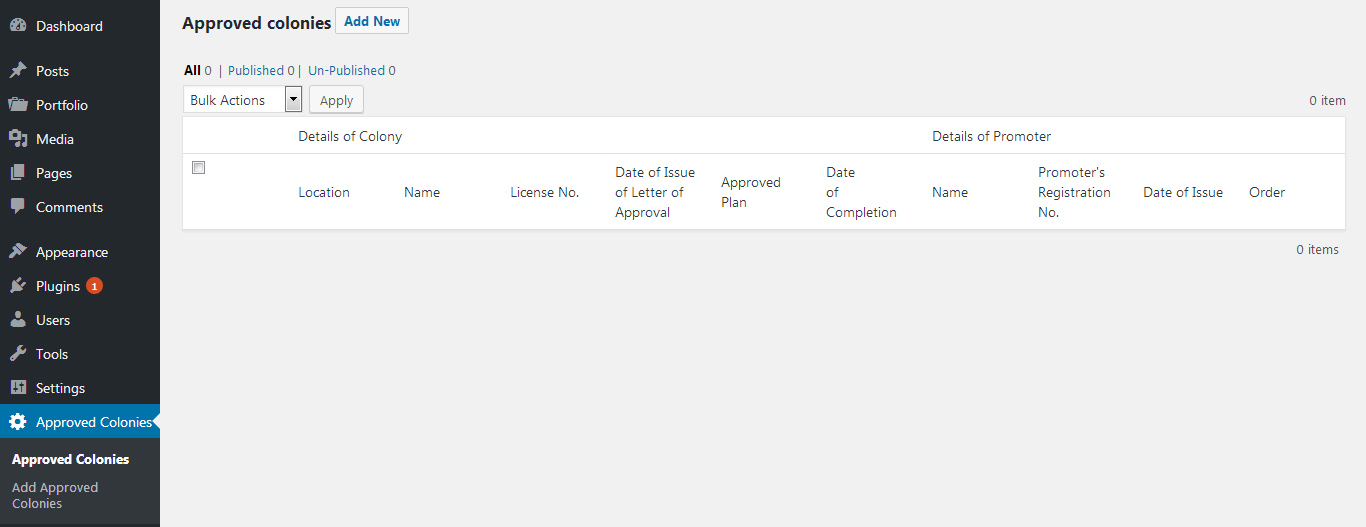 Dashboard
Posts
Portfolio
Media
Pages
Comments
Appearance
Plugins 1
Users
Tools
Settings
Approved Colonies
Approved Colonies
Add Approved
Colonies
Approved colonies Add New
All 0 | Published 0 | Un-Published 0
Bulk Actions Apply 0 item
Details of Colony Details of Promoter
Location
Name
License No.
Date of Issue
of Letter of
Approval
Approved
Plan
Date
of
Completion
Name
Promoter's
Registration
No.
Date of Issue
Order
0 items